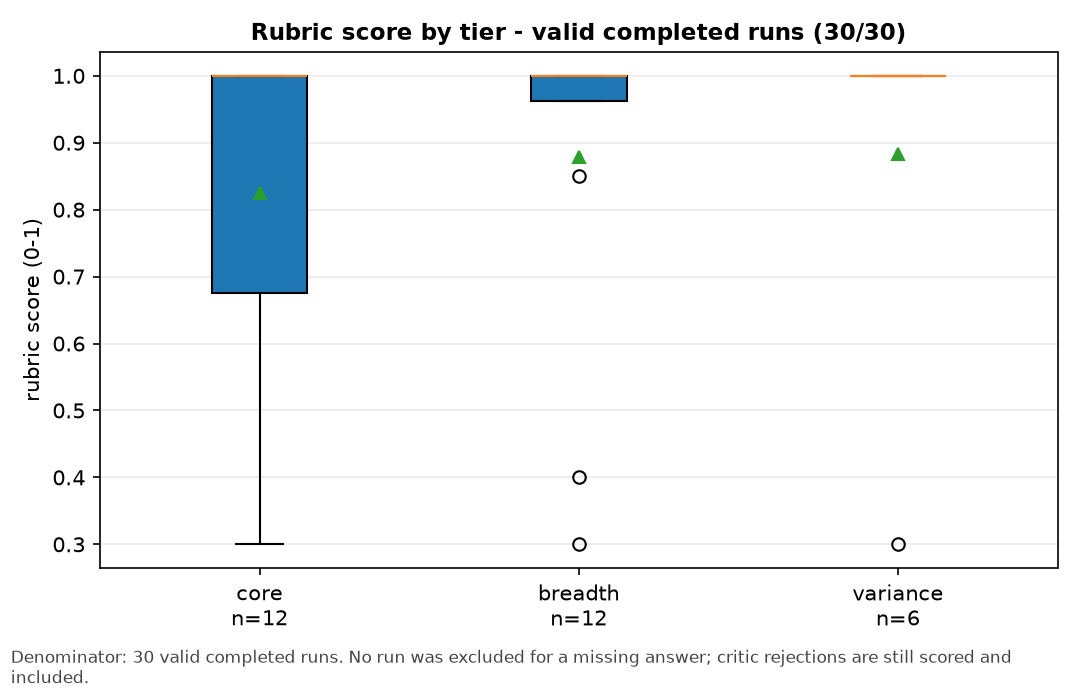 Rubric score by tier - valid completed runs (30/30)
rubric score (0-1)
1.0
0.9
0.8
0.7
0.6
0.5
0.4
0.3
core
n=12
breadth
n=12
variance
n=6
Denominator: 30 valid completed runs. No run was excluded for a missing answer; critic rejections are still scored and
included.